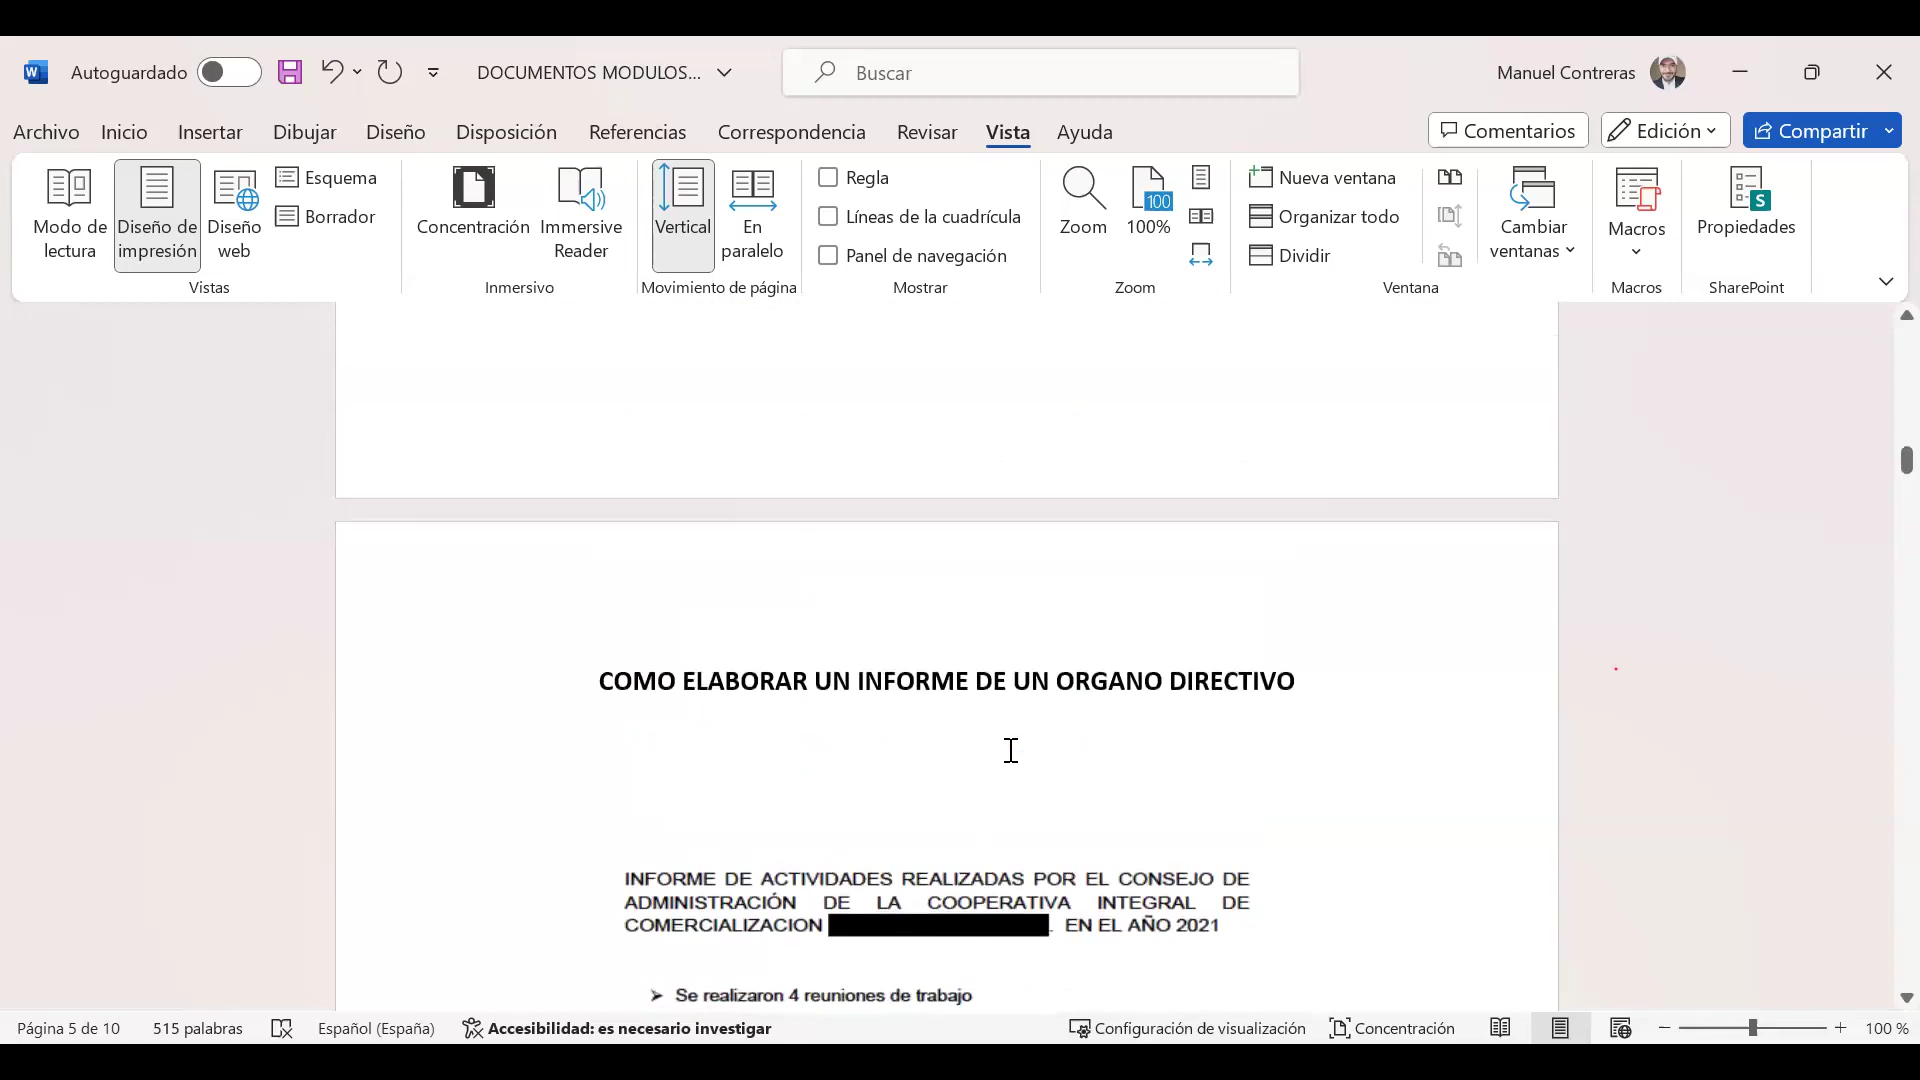 Autoguardado
DOCUMENTOS MODULOS...
Buscar
Manuel Contreras
Archivo Inicio Insertar Dibujar Diseño Disposición Referencias Correspondencia Revisar Vista Ayuda
Comentarios Edición Compartir
Modo de lectura
Diseño de impresión
Diseño web
Esquema
Borrador
Vistas
Concentración
Immersive Reader
Inmersivo
Vertical
En paralelo
Movimiento de página
Regla
Líneas de la cuadrícula
Panel de navegación
Mostrar
Zoom
100
100%
Zoom
Nueva ventana
Organizar todo
Dividir
Cambiar ventanas
Ventana
Macros
Macros
S
Propiedades
SharePoint
COMO ELABORAR UN INFORME DE UN ORGANO DIRECTIVO
INFORME DE ACTIVIDADES REALIZADAS POR EL CONSEJO DE
ADMINISTRACIÓN DE LA COOPERATIVA INTEGRAL DE
COMERCIALIZACION . EN EL AÑO 2021
➢ Se realizaron 4 reuniones de trabajo
Página 5 de 10 515 palabras Español (España) Accesibilidad: es necesario investigar Configuración de visualización Concentración 100 %